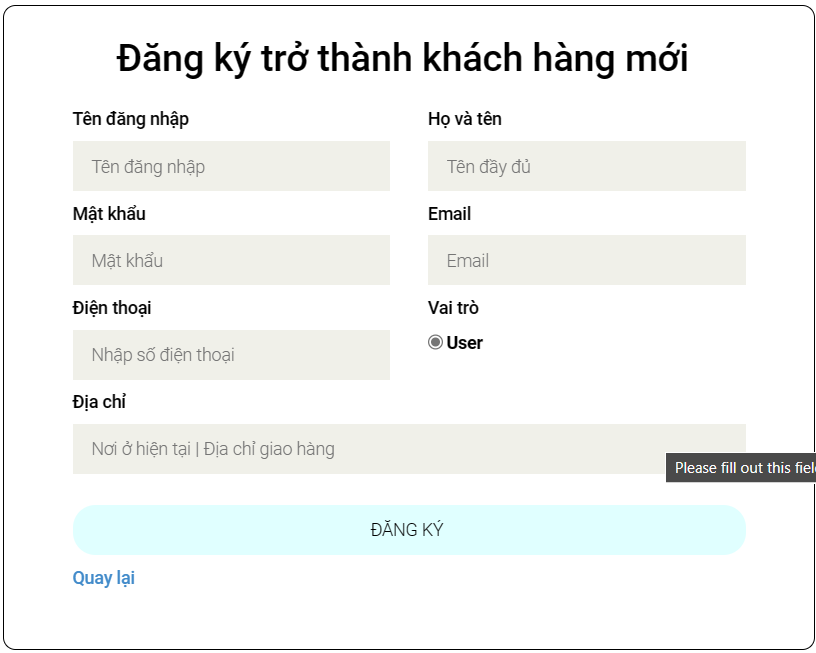 Đăng ký trở thành khách hàng mới
Tên đăng nhập
Họ và tên
Tên đăng nhập
Tên đầy đủ
Mật khẩu
Email
Mật khẩu
Email
Điện thoại
Vai trò
Nhập số điện thoại
User
Địa chỉ
Nơi ở hiện tại | Địa chỉ giao hàng
Please fill out this
ĐĂNG KÝ
Quay lại